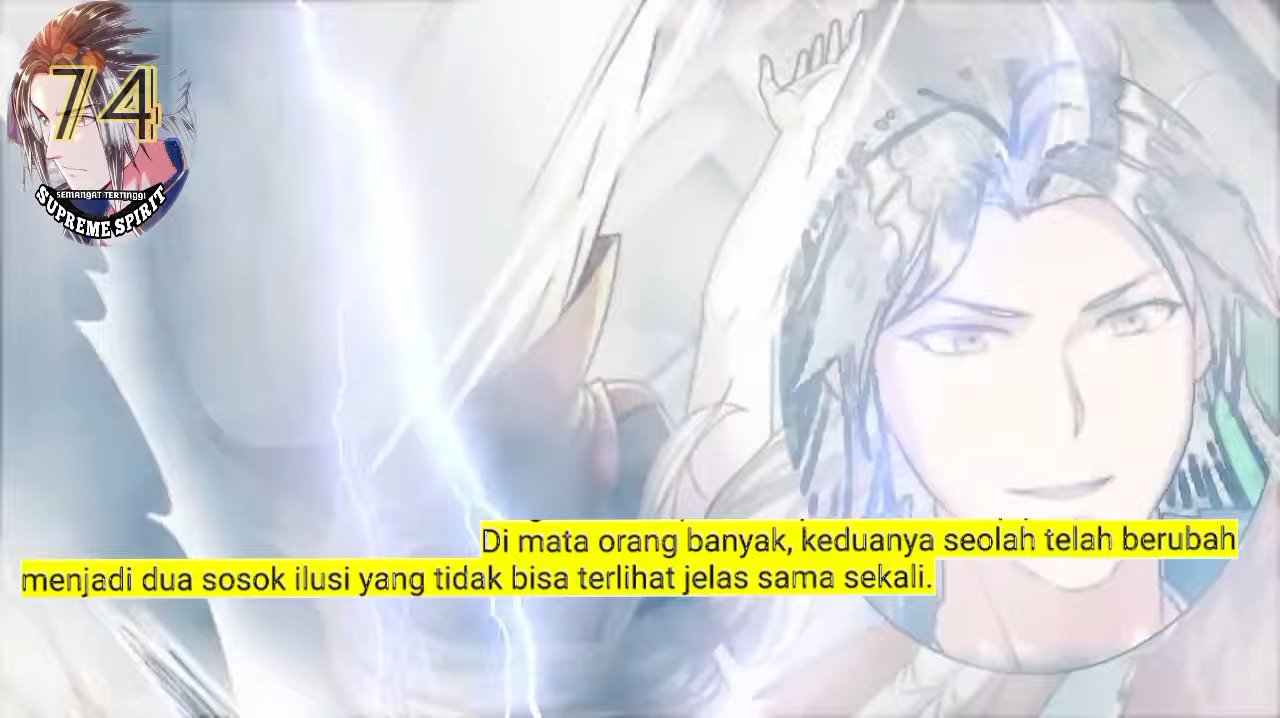 74
SEMANGAT TERTINGGI
SUPREME SPIRIT
Di mata orang banyak, keduanya seolah telah berubah
menjadi dua sosok ilusi yang tidak bisa terlihat jelas sama sekali.